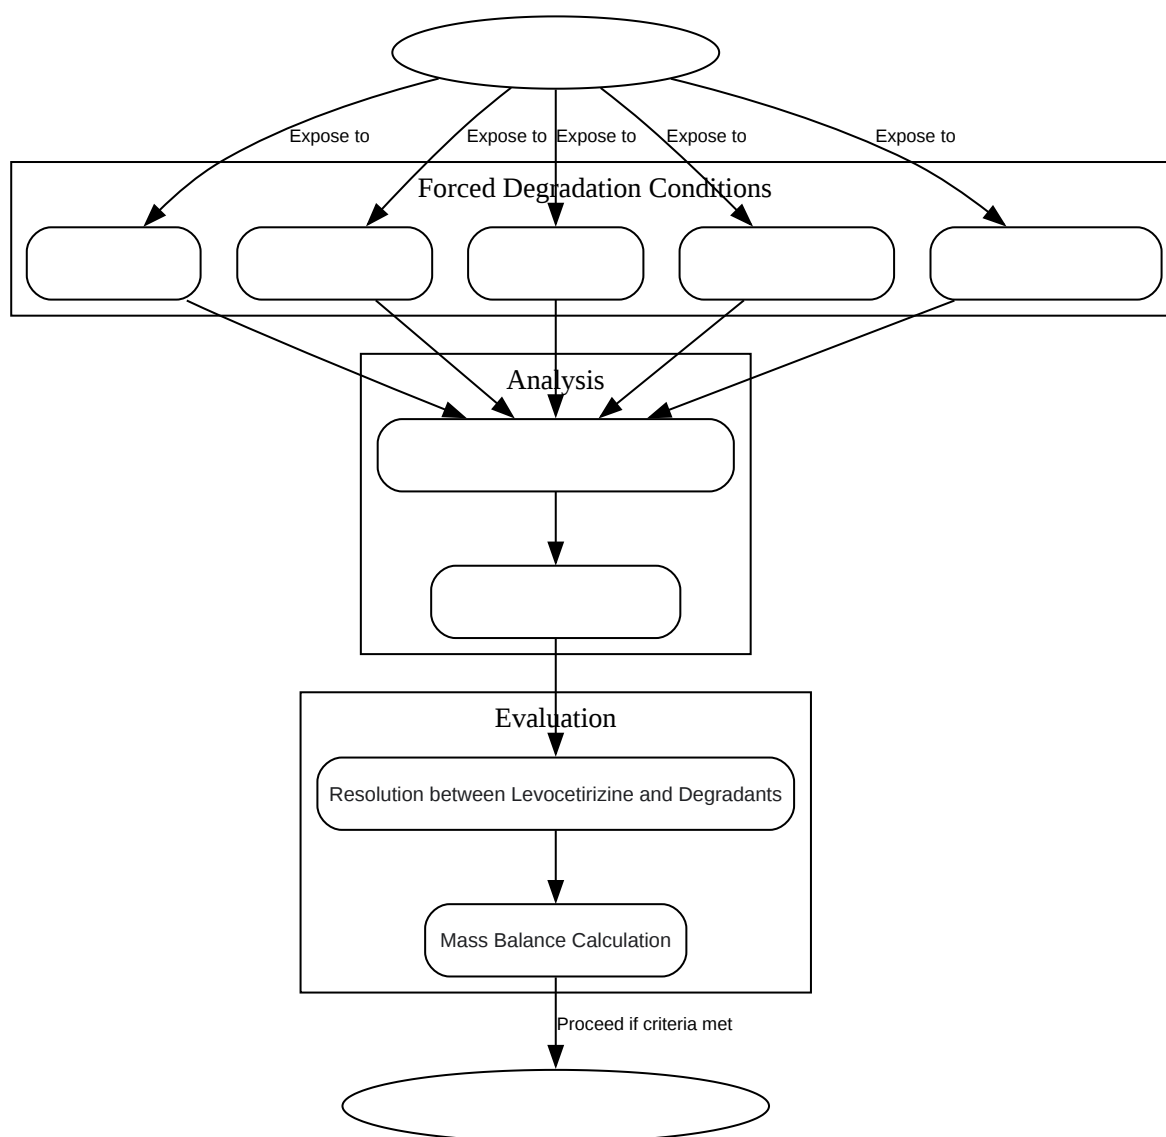 Expose to
Expose to
Expose to
Expose to
Expose to
Forced Degradation Conditions
Analysis
Evaluation
Resolution between Levocetirizine and Degradants
Mass Balance Calculation
Proceed if criteria met